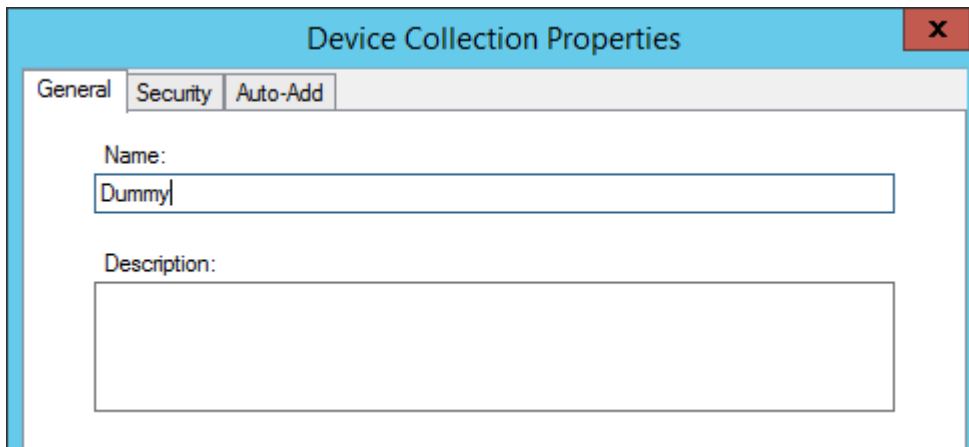 Device Collection Properties
x
General Security Auto-Add
Name:
Dummy
Description: